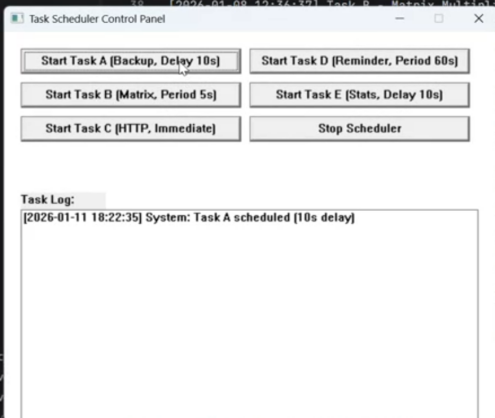 38 [2026-01-08 12:36:37] Task B - Matrix Multipl
Task Scheduler Control Panel
Start Task A (Backup, Delay 10s)
Start Task D (Reminder, Period 60s)
Start Task B (Matrix, Period 5s)
Start Task E (Stats, Delay 10s)
Start Task C (HTTP, Immediate)
Stop Scheduler
Task Log:
[2026-01-11 18:22:35] System: Task A scheduled (10s delay)